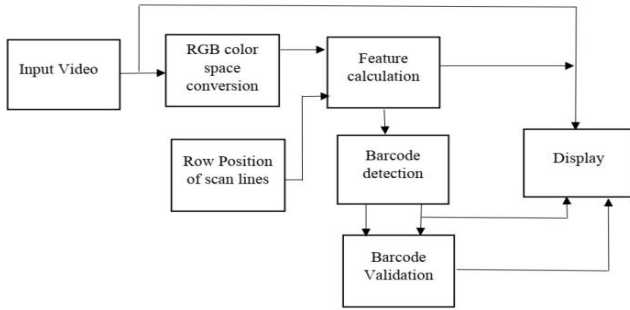 Input Video
RGB color
space
conversion
Feature
calculation
Row Position
of scan lines
Barcode
detection
Display
Barcode
Validation